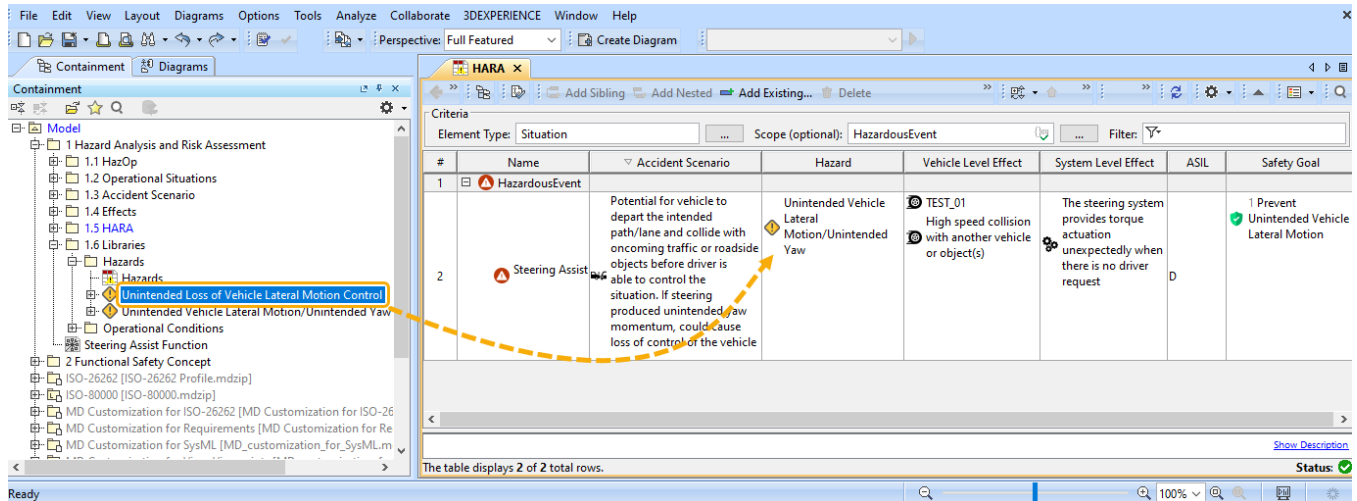 File Edit View Layout Diagrams Options Tools Analyze Collaborate 3DEXPERIENCE Window Help
Perspective: Full Featured Create Diagram
Containment Diagrams
Containment
Model
1 Hazard Analysis and Risk Assessment
1.1 HazOp
1.2 Operational Situations
1.3 Accident Scenario
1.4 Effects
1.5 HARA
1.6 Libraries
Hazards
Hazards
Unintended Loss of Vehicle Lateral Motion Control
Unintended Vehicle Lateral Motion/Unintended Yaw
Operational Conditions
Steering Assist Function
2 Functional Safety Concept
ISO-26262 [ISO-26262 Profile.mdzip]
ISO-80000 [ISO-80000.mdzip]
MD Customization for ISO-26262 [MD Customization for ISO-26
MD Customization for Requirements [MD Customization for Re
MD Customization for SysML [MD_customization_for_SysML.m
HARA
Add Sibling Add Nested Add Existing... Delete
Criteria
Element Type: Situation ... Scope (optional): HazardousEvent ... Filter:
# Name Accident Scenario Hazard Vehicle Level Effect System Level Effect ASIL Safety Goal
1 HazardousEvent
2 Steering Assist
Potential for vehicle to
depart the intended
path/lane and collide with
oncoming traffic or roadside
objects before driver is
able to control the
situation. If steering
produced unintended yaw
momentum, could cause
loss of control of the vehicle
Unintended Vehicle
Lateral
Motion/Unintended
Yaw
TEST_01
High speed collision
with another vehicle
or object(s)
The steering system
provides torque
actuation
unexpectedly when
there is no driver
request
D
1 Prevent
Unintended Vehicle
Lateral Motion
Show Description
The table displays 2 of 2 total rows. Status:
Ready 100%